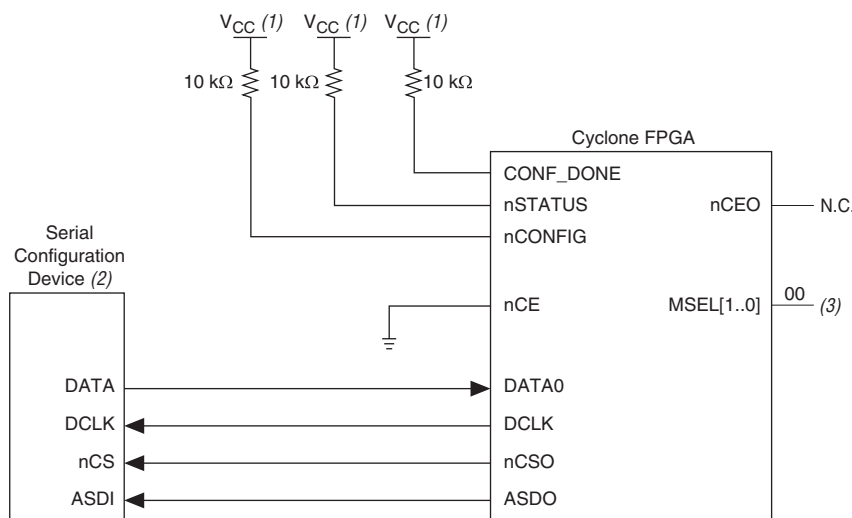 VCC (1) VCC (1) VCC (1)
10 kΩ 10 kΩ 10 kΩ
Cyclone FPGA
CONF_DONE
nSTATUS nCEO N.C.
nCONFIG
Serial
Configuration
Device (2)
nCE MSEL[1..0] 00 (3)
DATA DATA0
DCLK DCLK
nCS nCSO
ASDI ASDO